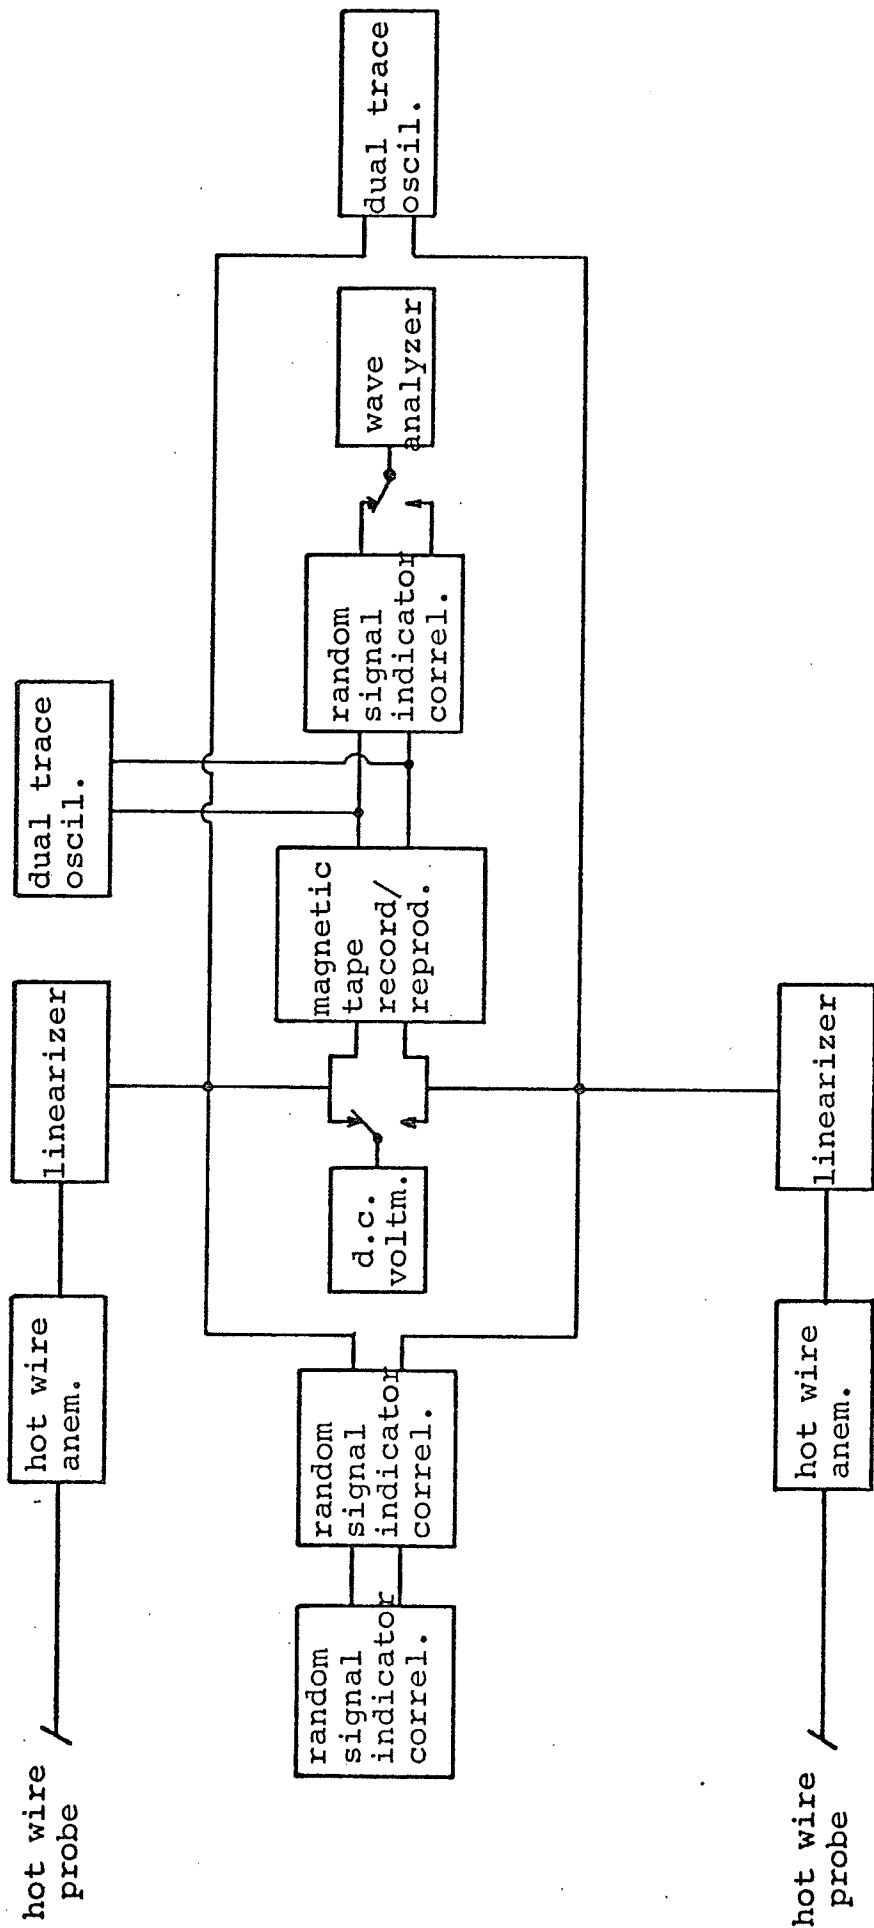 hot wire
probe
hot wire
anem.
linearizer
dual trace
oscil.
random
signal
indicator
correl.
random
signal
indicator
correl.
d.c.
voltm.
magnetic
tape
record/
reprod.
random
signal
indicator
correl.
wave
analyzer
dual trace
oscil.
hot wire
probe
hot wire
anem.
linearizer